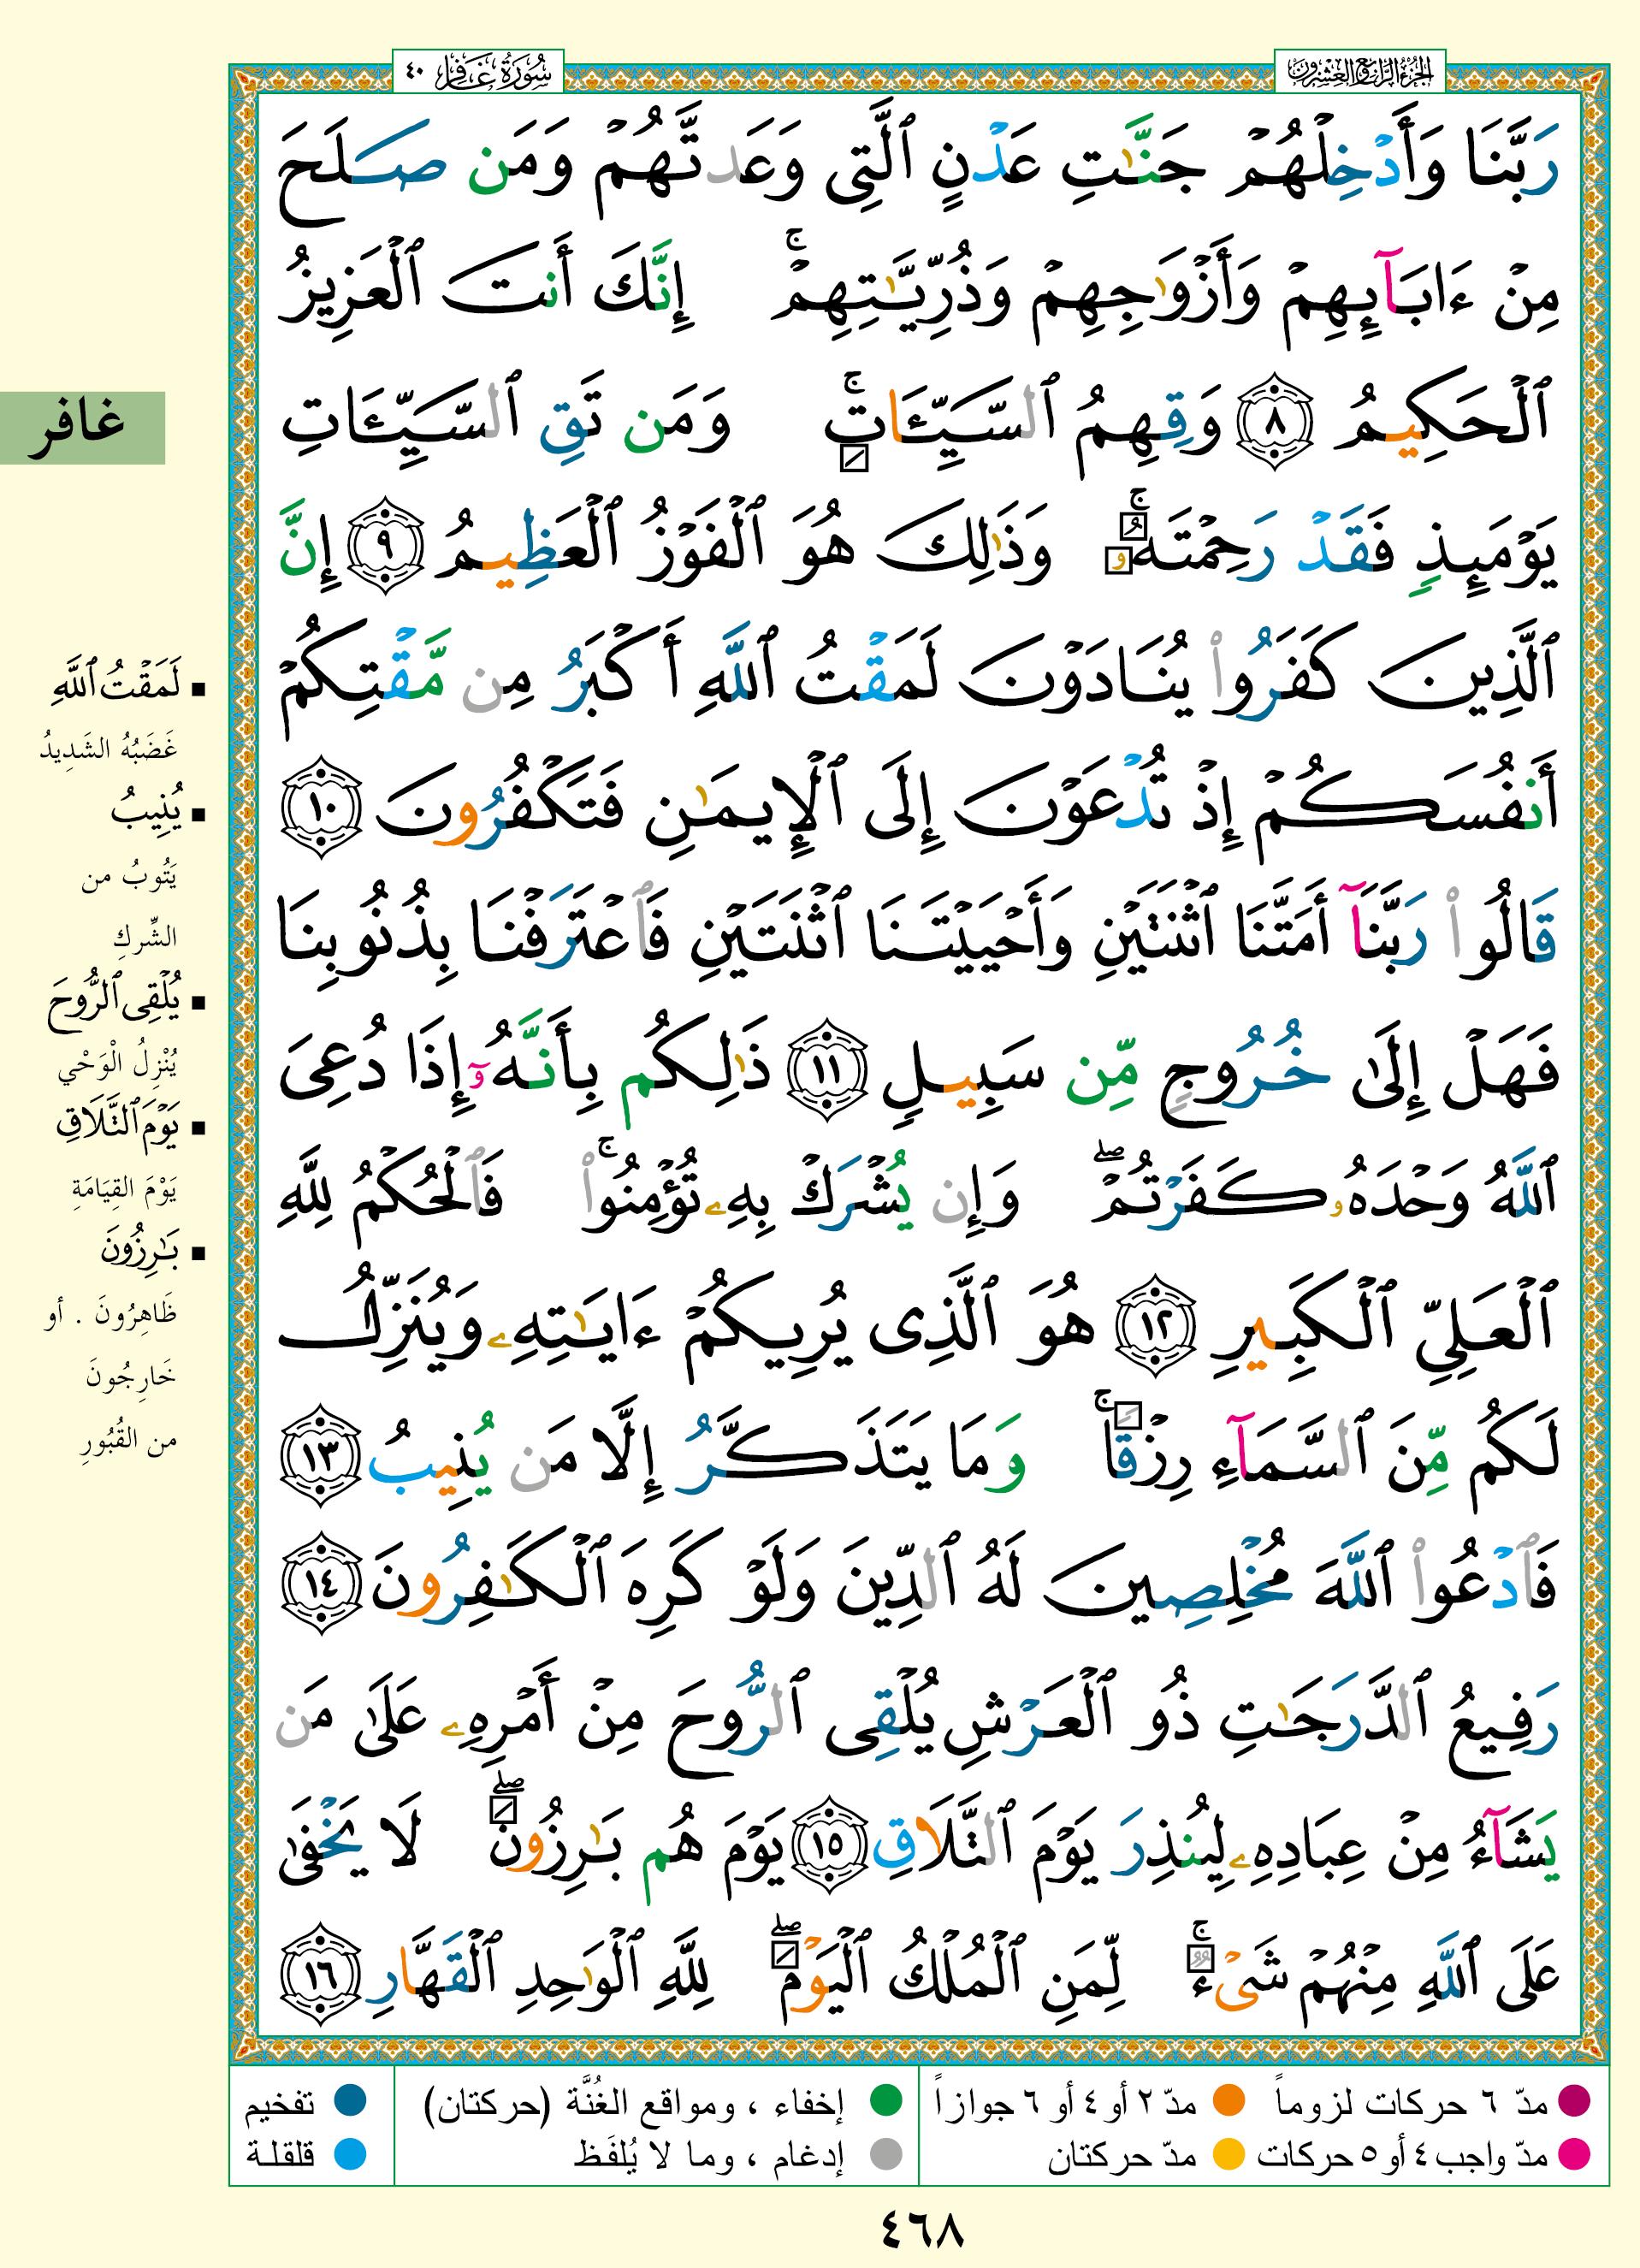 الجزء الرابع والعشرون
سُورَةُ غَافِر ٤٠
رَبَّنَا وَأَدْخِلْهُمْ جَنَّٰتِ عَدْنٍ ٱلَّتِى وَعَدتَّهُمْ وَمَن صَلَحَ
مِنْ ءَابَآئِهِمْ وَأَزْوَٰجِهِمْ وَذُرِّيَّٰتِهِمْ ۚ إِنَّكَ أَنتَ ٱلْعَزِيزُ
ٱلْحَكِيمُ ٨ وَقِهِمُ ٱلسَّيِّـَٔاتِ ۚ وَمَن تَقِ ٱلسَّيِّـَٔاتِ
يَوْمَئِذٍ فَقَدْ رَحِمْتَهُۥ ۚ وَذَٰلِكَ هُوَ ٱلْفَوْزُ ٱلْعَظِيمُ ٩ إِنَّ
ٱلَّذِينَ كَفَرُوا۟ يُنَادَوْنَ لَمَقْتُ ٱللَّهِ أَكْبَرُ مِن مَّقْتِكُمْ
أَنفُسَكُمْ إِذْ تُدْعَوْنَ إِلَى ٱلْإِيمَٰنِ فَتَكْفُرُونَ ١٠
قَالُوا۟ رَبَّنَآ أَمَتَّنَا ٱثْنَتَيْنِ وَأَحْيَيْتَنَا ٱثْنَتَيْنِ فَٱعْتَرَفْنَا بِذُنُوبِنَا
فَهَلْ إِلَىٰ خُرُوجٍ مِّن سَبِيلٍ ١١ ذَٰلِكُم بِأَنَّهُۥٓ إِذَا دُعِىَ
ٱللَّهُ وَحْدَهُۥ كَفَرْتُمْ ۖ وَإِن يُشْرَكْ بِهِۦ تُؤْمِنُوا۟ ۚ فَٱلْحُكْمُ لِلَّهِ
ٱلْعَلِىِّ ٱلْكَبِيرِ ١٢ هُوَ ٱلَّذِى يُرِيكُمْ ءَايَٰتِهِۦ وَيُنَزِّلُ
لَكُم مِّنَ ٱلسَّمَآءِ رِزْقًا ۚ وَمَا يَتَذَكَّرُ إِلَّا مَن يُنِيبُ ١٣
فَٱدْعُوا۟ ٱللَّهَ مُخْلِصِينَ لَهُ ٱلدِّينَ وَلَوْ كَرِهَ ٱلْكَٰفِرُونَ ١٤
رَفِيعُ ٱلدَّرَجَٰتِ ذُو ٱلْعَرْشِ يُلْقِى ٱلرُّوحَ مِنْ أَمْرِهِۦ عَلَىٰ مَن
يَشَآءُ مِنْ عِبَادِهِۦ لِيُنذِرَ يَوْمَ ٱلتَّلَاقِ ١٥ يَوْمَ هُم بَٰرِزُونَ ۖ لَا يَخْفَىٰ
عَلَى ٱللَّهِ مِنْهُمْ شَىْءٌ ۚ لِّمَنِ ٱلْمُلْكُ ٱلْيَوْمَ ۖ لِلَّهِ ٱلْوَٰحِدِ ٱلْقَهَّارِ ١٦
غافر
▪ لَمَقْتُ ٱللَّهِ
غَضَبُهُ الشَدِيدُ
▪ يُنِيبُ
يَتُوبُ من
الشِّركِ
▪ يُلْقِى ٱلرُّوحَ
يُنْزِلُ الْوَحْي
▪ يَوْمَ ٱلتَّلَاقِ
يَوْمَ القِيَامَةِ
▪ بَٰرِزُونَ
ظَاهِرُونَ . أو
خَارِجُونَ
من القُبُورِ
مدّ ٦ حركات لزوماً
مدّ ٢ أو ٤ أو ٦ جوازاً
إخفاء ، ومواقع الغُنَّة (حركتان)
تفخيم
مدّ واجب ٤ أو ٥ حركات
مدّ حركتان
إدغام ، وما لا يُلفَظ
قلقلة
٤٦٨